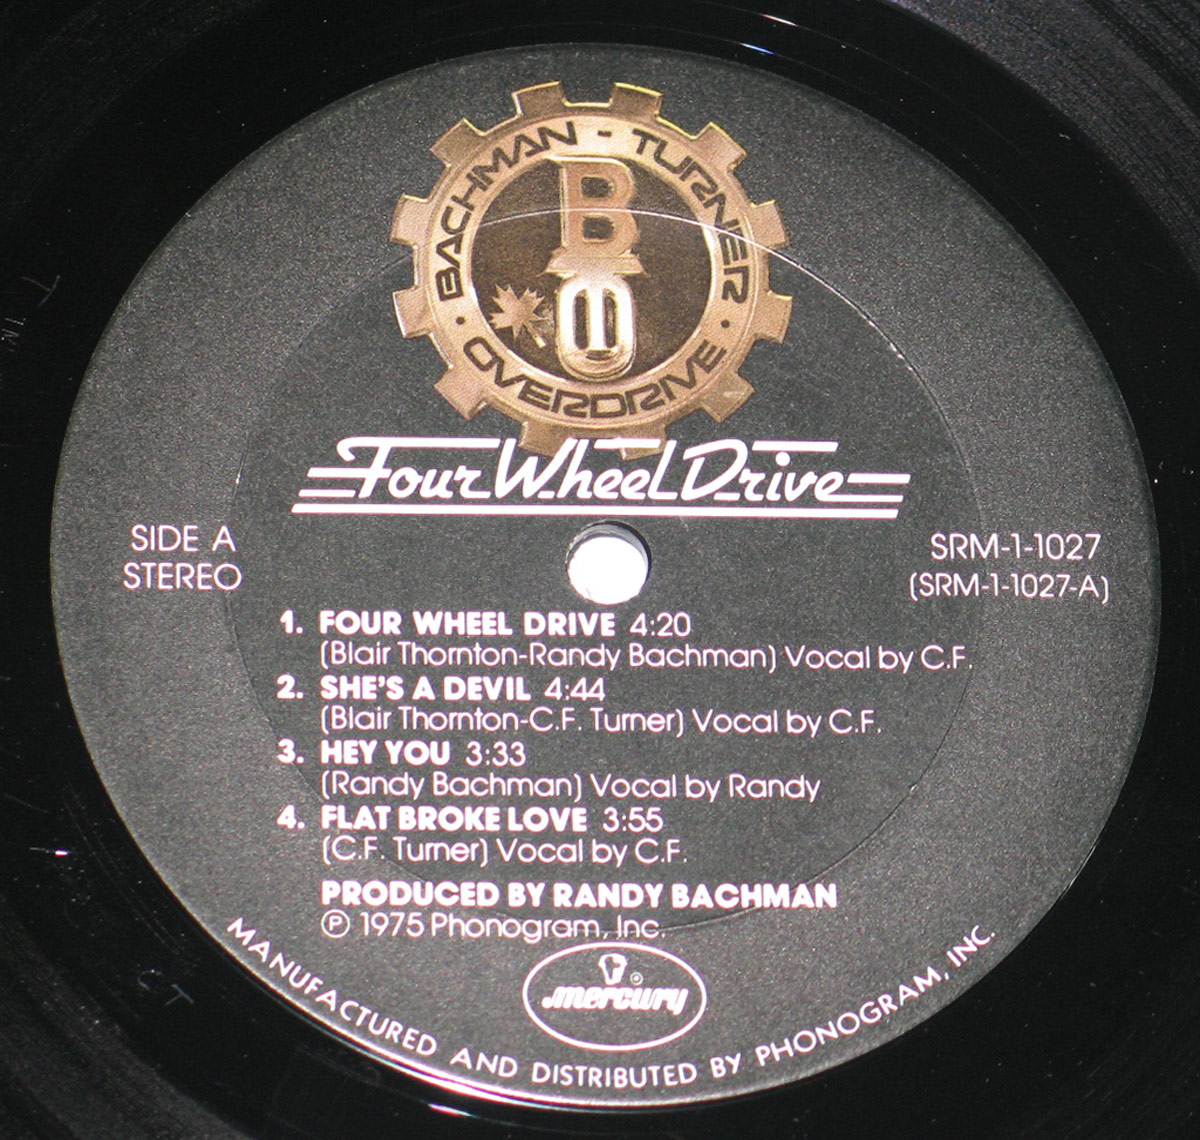 BACHMAN - TURNER
• OVERDRIVE •
B
TO
Four Wheel Drive
SIDE A
STEREO
SRM-1-1027
(SRM-1-1027-A)
1. FOUR WHEEL DRIVE 4:20
(Blair Thornton-Randy Bachman) Vocal by C.F.
2. SHE'S A DEVIL 4:44
(Blair Thornton-C.F. Turner) Vocal by C.F.
3. HEY YOU 3:33
(Randy Bachman) Vocal by Randy
4. FLAT BROKE LOVE 3:55
(C.F. Turner) Vocal by C.F.
PRODUCED BY RANDY BACHMAN
℗ 1975 Phonogram, Inc.
mercury ®
MANUFACTURED AND DISTRIBUTED BY PHONOGRAM, INC.